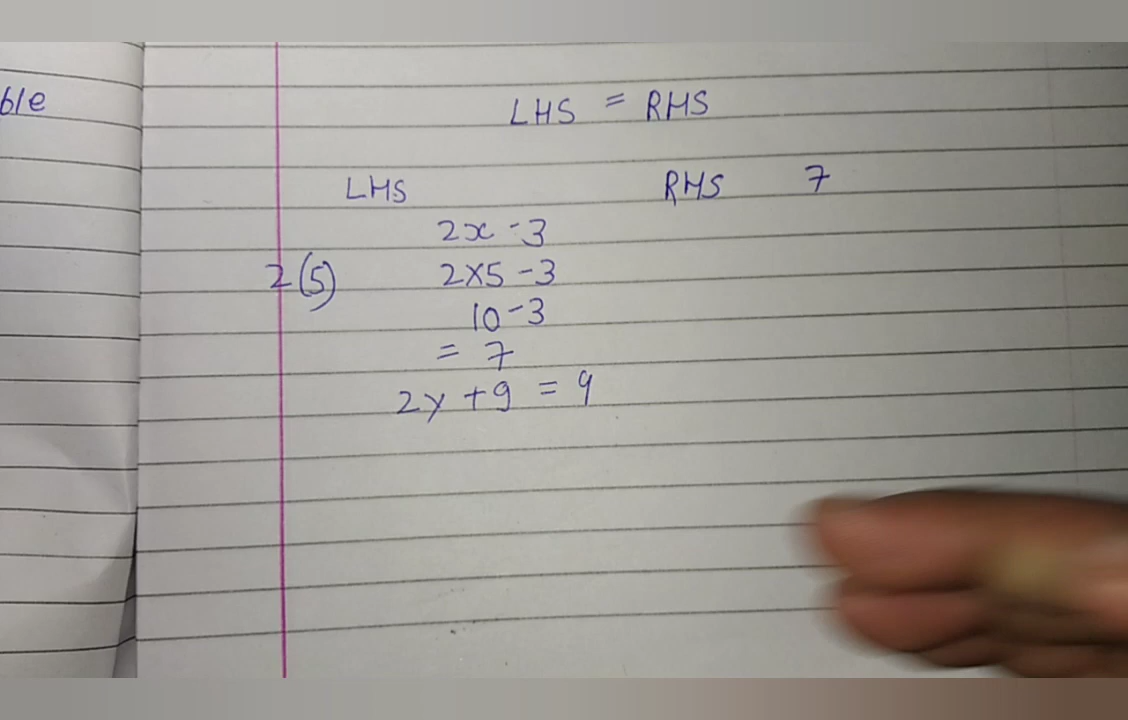 ble
LHS = RHS
LHS RHS 7
2x - 3
2(5) 2x5 - 3
10 - 3
= 7
2y + 9 = 9